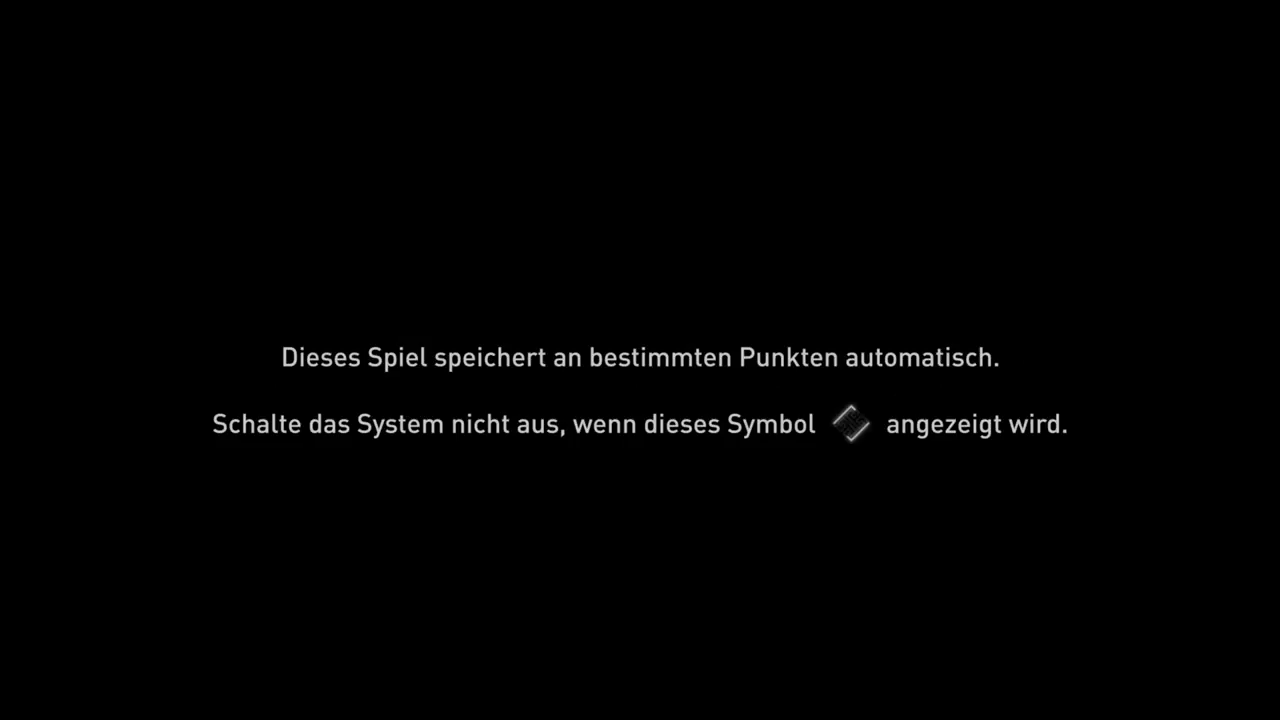 Dieses Spiel speichert an bestimmten Punkten automatisch.
Schalte das System nicht aus, wenn dieses Symbol angezeigt wird.